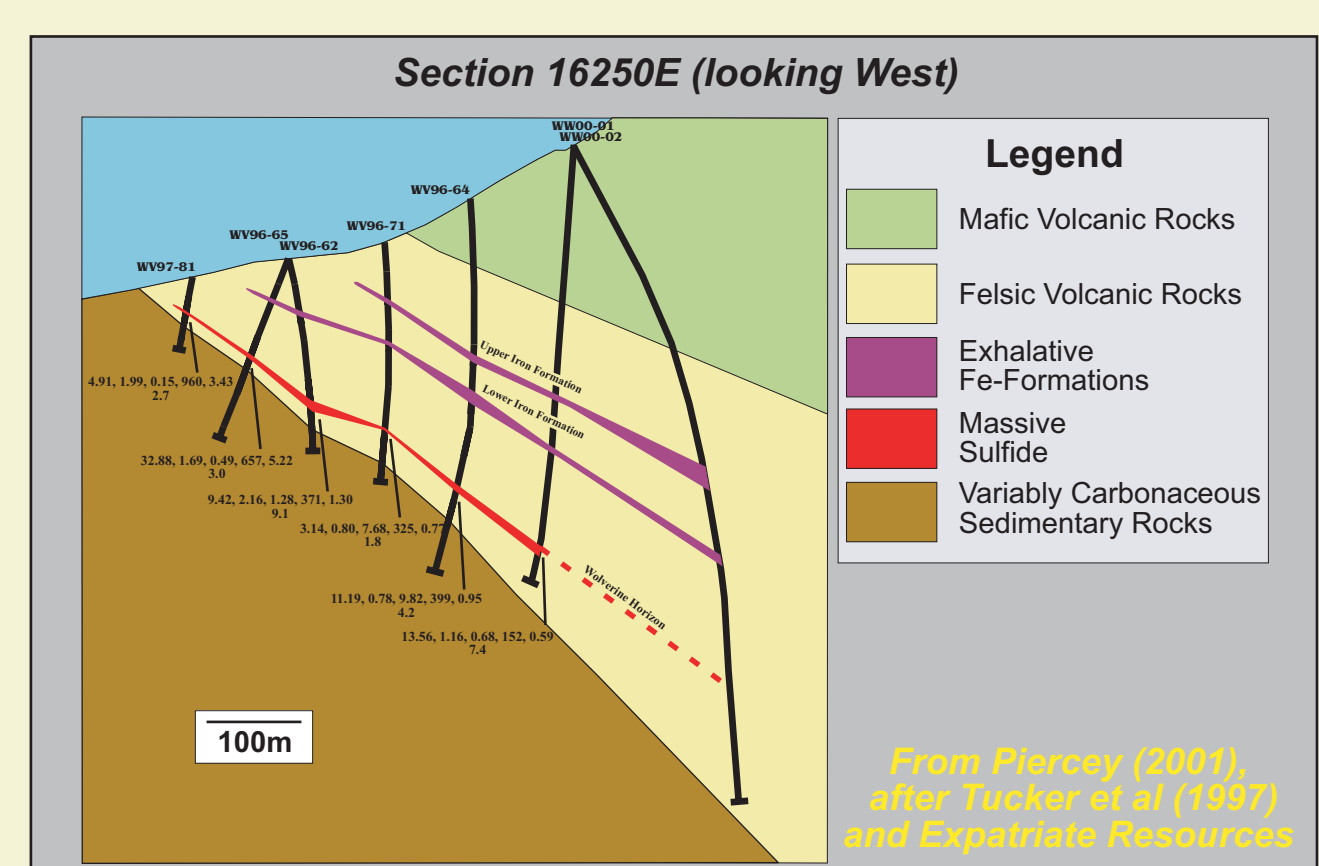 Section 16250E (looking West)
WW00-01
WW00-02
WV96-64
WV96-71
WV96-65
WV96-62
WV97-81
Upper Iron Formation
Lower Iron Formation
4.91, 1.99, 0.15, 960, 3.43
2.7
32.88, 1.69, 0.49, 657, 5.22
3.0
9.42, 2.16, 1.28, 371, 1.30
9.1
3.14, 0.80, 7.68, 325, 0.77
1.8
11.19, 0.78, 9.82, 399, 0.95
4.2
13.56, 1.16, 0.68, 152, 0.59
7.4
Wolverine Horizon
100m
Legend
Mafic Volcanic Rocks
Felsic Volcanic Rocks
Exhalative
Fe-Formations
Massive
Sulfide
Variably Carbonaceous
Sedimentary Rocks
From Piercey (2001),
after Tucker et al (1997)
and Expatriate Resources